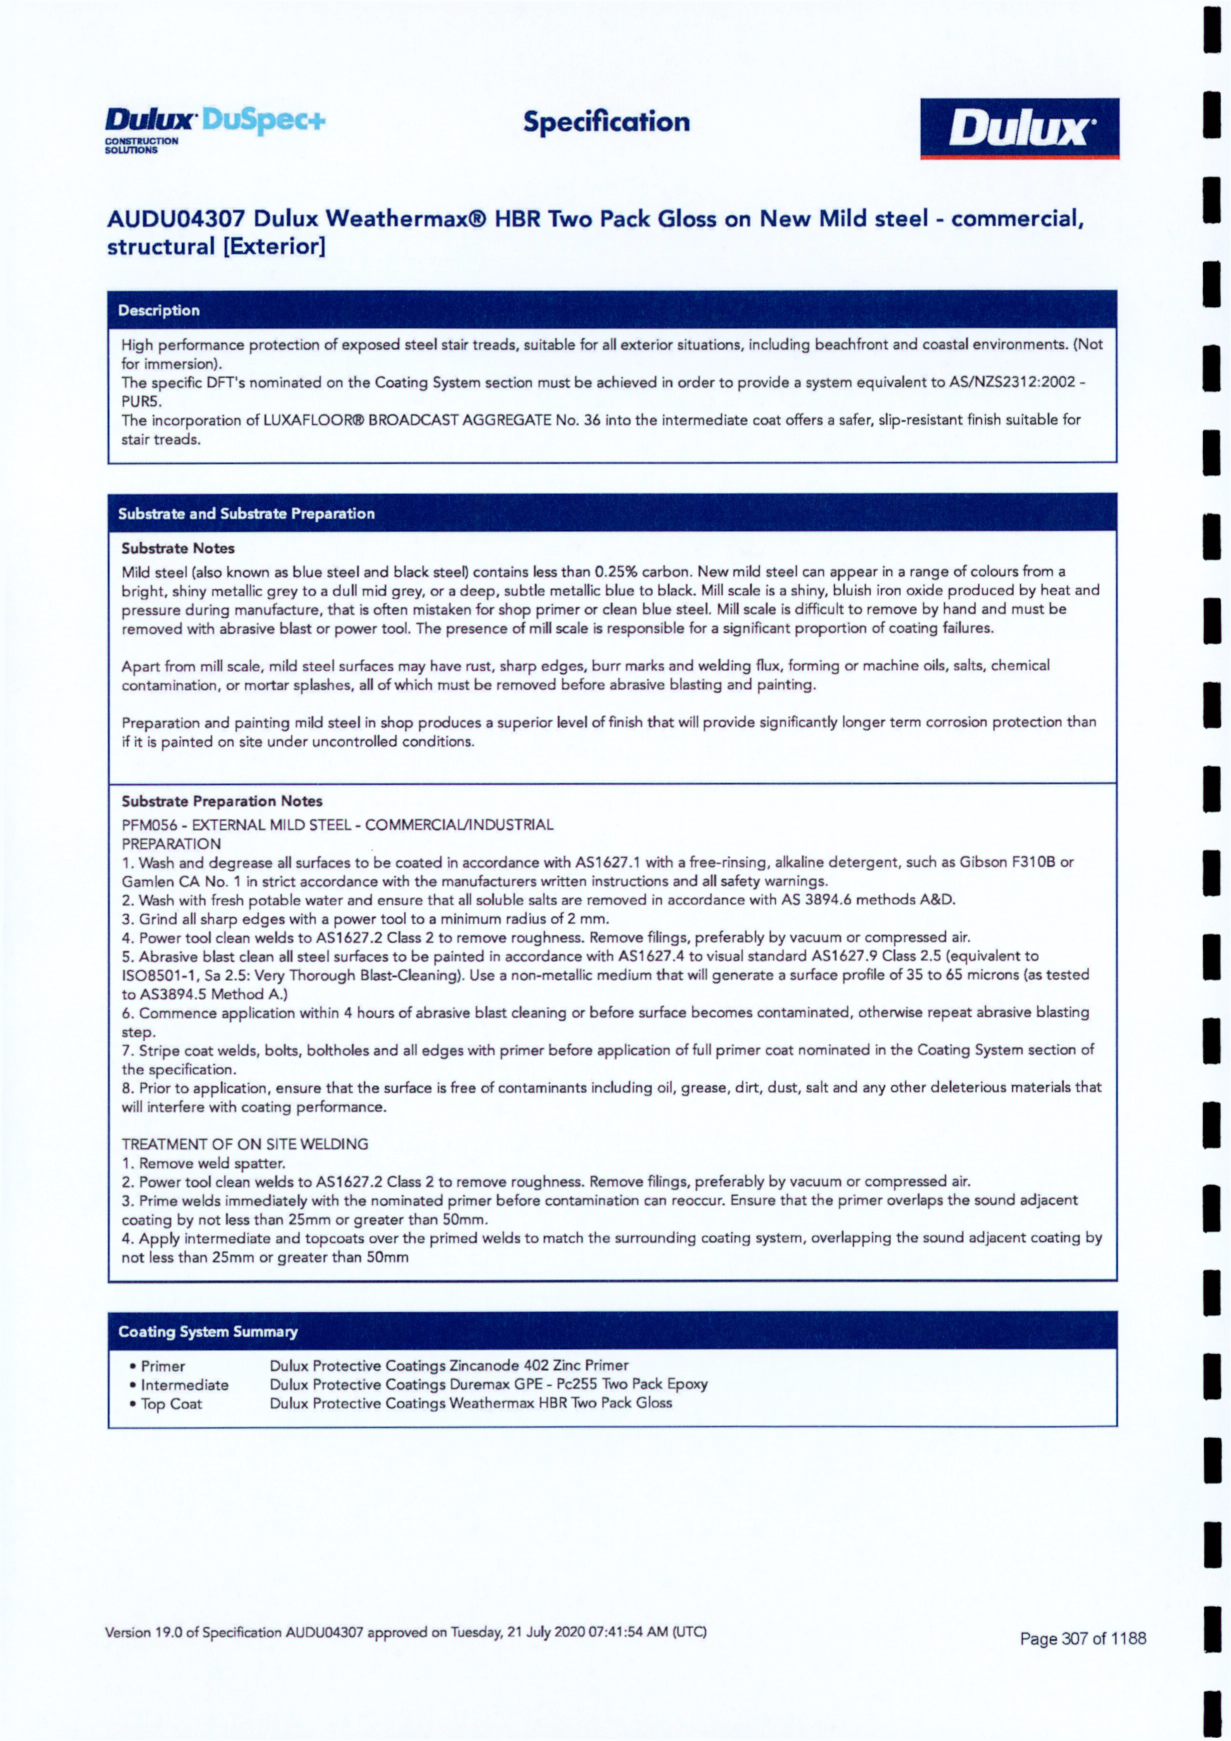 Dulux DuSpec+
CONSTRUCTION
SOLUTIONS
Specification
Dulux
AUDU04307 Dulux Weathermax® HBR Two Pack Gloss on New Mild steel - commercial,
structural [Exterior]
Description
High performance protection of exposed steel stair treads, suitable for all exterior situations, including beachfront and coastal environments. (Not
for immersion).
The specific DFT's nominated on the Coating System section must be achieved in order to provide a system equivalent to AS/NZS2312:2002 -
PUR5.
The incorporation of LUXAFLOOR® BROADCAST AGGREGATE No. 36 into the intermediate coat offers a safer, slip-resistant finish suitable for
stair treads.
Substrate and Substrate Preparation
Substrate Notes
Mild steel (also known as blue steel and black steel) contains less than 0.25% carbon. New mild steel can appear in a range of colours from a
bright, shiny metallic grey to a dull mid grey, or a deep, subtle metallic blue to black. Mill scale is a shiny, bluish iron oxide produced by heat and
pressure during manufacture, that is often mistaken for shop primer or clean blue steel. Mill scale is difficult to remove by hand and must be
removed with abrasive blast or power tool. The presence of mill scale is responsible for a significant proportion of coating failures.
Apart from mill scale, mild steel surfaces may have rust, sharp edges, burr marks and welding flux, forming or machine oils, salts, chemical
contamination, or mortar splashes, all of which must be removed before abrasive blasting and painting.
Preparation and painting mild steel in shop produces a superior level of finish that will provide significantly longer term corrosion protection than
if it is painted on site under uncontrolled conditions.
Substrate Preparation Notes
PFM056 - EXTERNAL MILD STEEL - COMMERCIAL/INDUSTRIAL
PREPARATION
1. Wash and degrease all surfaces to be coated in accordance with AS1627.1 with a free-rinsing, alkaline detergent, such as Gibson F310B or
Gamlen CA No. 1 in strict accordance with the manufacturers written instructions and all safety warnings.
2. Wash with fresh potable water and ensure that all soluble salts are removed in accordance with AS 3894.6 methods A&D.
3. Grind all sharp edges with a power tool to a minimum radius of 2 mm.
4. Power tool clean welds to AS1627.2 Class 2 to remove roughness. Remove filings, preferably by vacuum or compressed air.
5. Abrasive blast clean all steel surfaces to be painted in accordance with AS1627.4 to visual standard AS1627.9 Class 2.5 (equivalent to
ISO8501-1, Sa 2.5: Very Thorough Blast-Cleaning). Use a non-metallic medium that will generate a surface profile of 35 to 65 microns (as tested
to AS3894.5 Method A.)
6. Commence application within 4 hours of abrasive blast cleaning or before surface becomes contaminated, otherwise repeat abrasive blasting
step.
7. Stripe coat welds, bolts, boltholes and all edges with primer before application of full primer coat nominated in the Coating System section of
the specification.
8. Prior to application, ensure that the surface is free of contaminants including oil, grease, dirt, dust, salt and any other deleterious materials that
will interfere with coating performance.
TREATMENT OF ON SITE WELDING
1. Remove weld spatter.
2. Power tool clean welds to AS1627.2 Class 2 to remove roughness. Remove filings, preferably by vacuum or compressed air.
3. Prime welds immediately with the nominated primer before contamination can reoccur. Ensure that the primer overlaps the sound adjacent
coating by not less than 25mm or greater than 50mm.
4. Apply intermediate and topcoats over the primed welds to match the surrounding coating system, overlapping the sound adjacent coating by
not less than 25mm or greater than 50mm
Coating System Summary
• Primer Dulux Protective Coatings Zincanode 402 Zinc Primer
• Intermediate Dulux Protective Coatings Duremax GPE - Pc255 Two Pack Epoxy
• Top Coat Dulux Protective Coatings Weathermax HBR Two Pack Gloss
Version 19.0 of Specification AUDU04307 approved on Tuesday, 21 July 2020 07:41:54 AM (UTC)
Page 307 of 1188